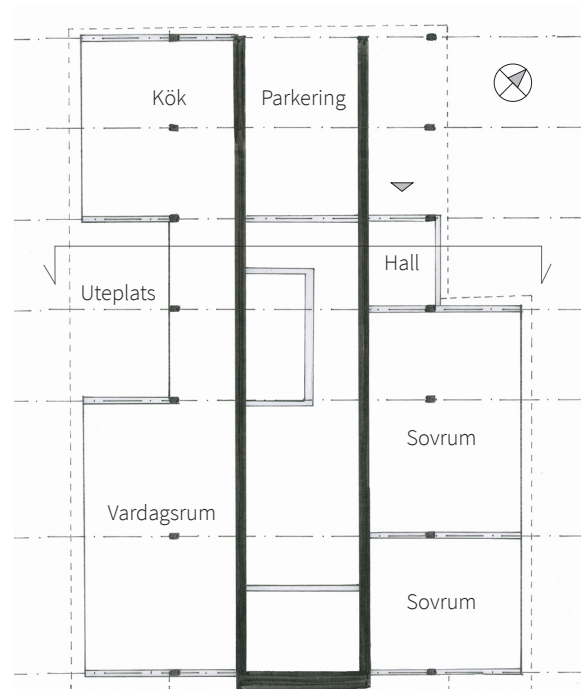 Kök
Parkering
Hall
Uteplats
Sovrum
Vardagsrum
Sovrum